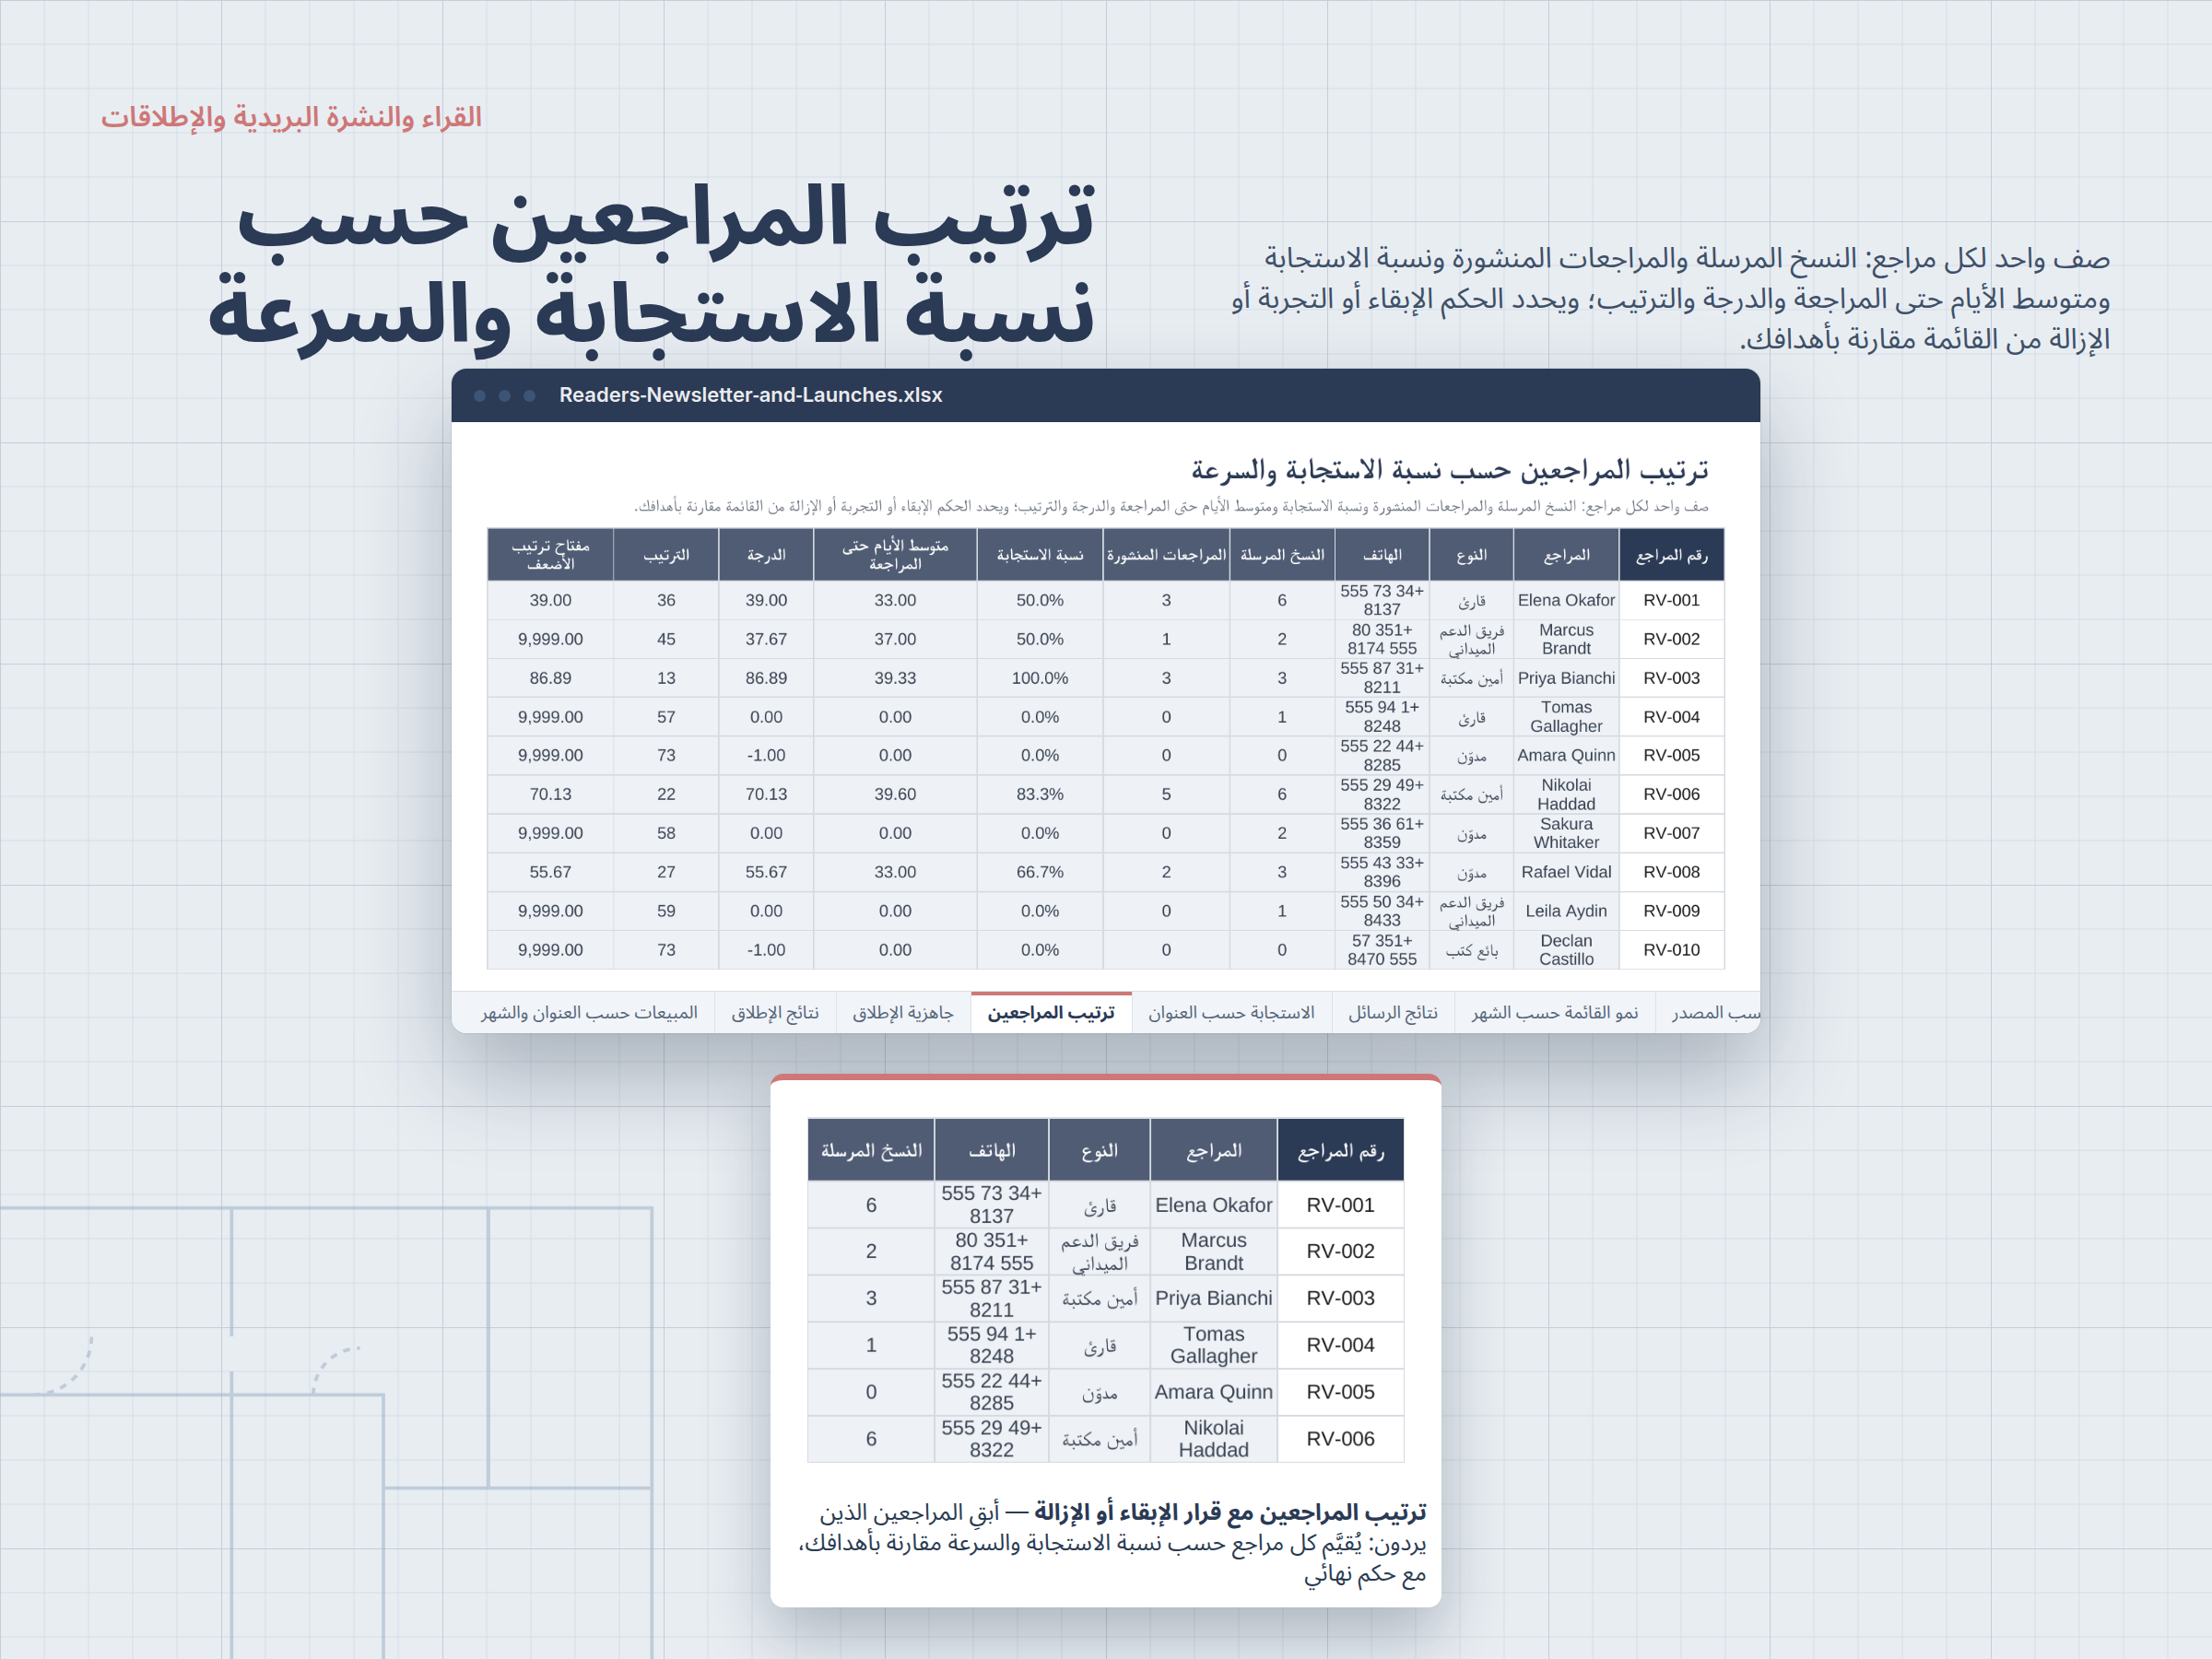 القراء والنشرة البريدية والإطلاقات
ترتيب المراجعين حسب
نسبة الاستجابة والسرعة
صف واحد لكل مراجع: النسخ المرسلة والمراجعات المنشورة ونسبة الاستجابة
ومتوسط الأيام حتى المراجعة والدرجة والترتيب؛ ويحدد الحكم الإبقاء أو التجربة أو
الإزالة من القائمة مقارنة بأهدافك.
Readers-Newsletter-and-Launches.xlsx
ترتيب المراجعين حسب نسبة الاستجابة والسرعة
صف واحد لكل مراجع: النسخ المرسلة والمراجعات المنشورة ونسبة الاستجابة ومتوسط الأيام حتى المراجعة والدرجة والترتيب؛ ويحدد الحكم الإبقاء أو التجربة أو الإزالة من القائمة مقارنة بأهدافك.
رقم المراجع المراجع النوع الهاتف النسخ المرسلة المراجعات المنشورة نسبة الاستجابة متوسط الأيام حتى المراجعة الدرجة الترتيب مفتاح ترتيب الأضعف
RV-001 Elena Okafor قارئ +34 73 555 8137 6 3 50.0% 33.00 39.00 36 39.00
RV-002 Marcus Brandt فريق الدعم الميداني +351 80 555 8174 2 1 50.0% 37.00 37.67 45 9,999.00
RV-003 Priya Bianchi أمين مكتبة +31 87 555 8211 3 3 100.0% 39.33 86.89 13 86.89
RV-004 Tomas Gallagher قارئ +1 94 555 8248 1 0 0.0% 0.00 0.00 57 9,999.00
RV-005 Amara Quinn مدوّن +44 22 555 8285 0 0 0.0% 0.00 -1.00 73 9,999.00
RV-006 Nikolai Haddad أمين مكتبة +49 29 555 8322 6 5 83.3% 39.60 70.13 22 70.13
RV-007 Sakura Whitaker مدوّن +61 36 555 8359 2 0 0.0% 0.00 0.00 58 9,999.00
RV-008 Rafael Vidal مدوّن +33 43 555 8396 3 2 66.7% 33.00 55.67 27 55.67
RV-009 Leila Aydin فريق الدعم الميداني +34 50 555 8433 1 0 0.0% 0.00 0.00 59 9,999.00
RV-010 Declan Castillo بائع كتب +351 57 555 8470 0 0 0.0% 0.00 -1.00 73 9,999.00
سب المصدر نمو القائمة حسب الشهر نتائج الرسائل الاستجابة حسب العنوان ترتيب المراجعين جاهزية الإطلاق نتائج الإطلاق المبيعات حسب العنوان والشهر
رقم المراجع المراجع النوع الهاتف النسخ المرسلة
RV-001 Elena Okafor قارئ +34 73 555 8137 6
RV-002 Marcus Brandt فريق الدعم الميداني +351 80 555 8174 2
RV-003 Priya Bianchi أمين مكتبة +31 87 555 8211 3
RV-004 Tomas Gallagher قارئ +1 94 555 8248 1
RV-005 Amara Quinn مدوّن +44 22 555 8285 0
RV-006 Nikolai Haddad أمين مكتبة +49 29 555 8322 6
ترتيب المراجعين مع قرار الإبقاء أو الإزالة — أبقِ المراجعين الذين
يردون: يُقيَّم كل مراجع حسب نسبة الاستجابة والسرعة مقارنة بأهدافك،
مع حكم نهائي